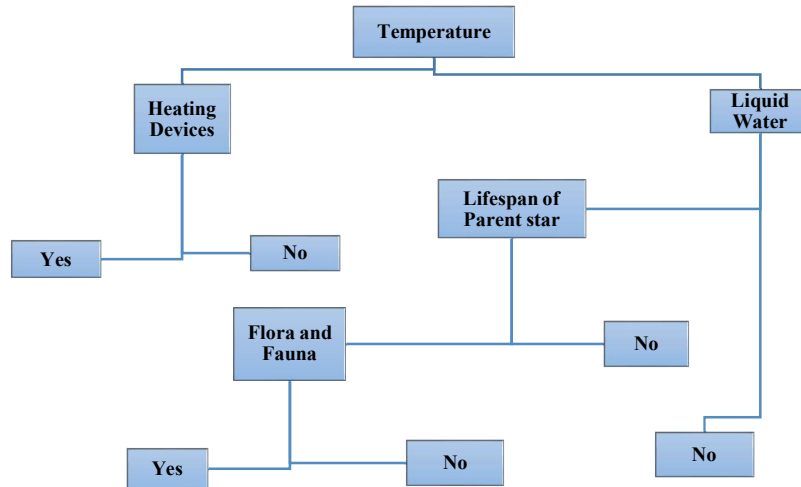 Temperature
Heating
Devices
Liquid
Water
Lifespan of
Parent star
Yes
No
Flora and
Fauna
No
Yes
No
No